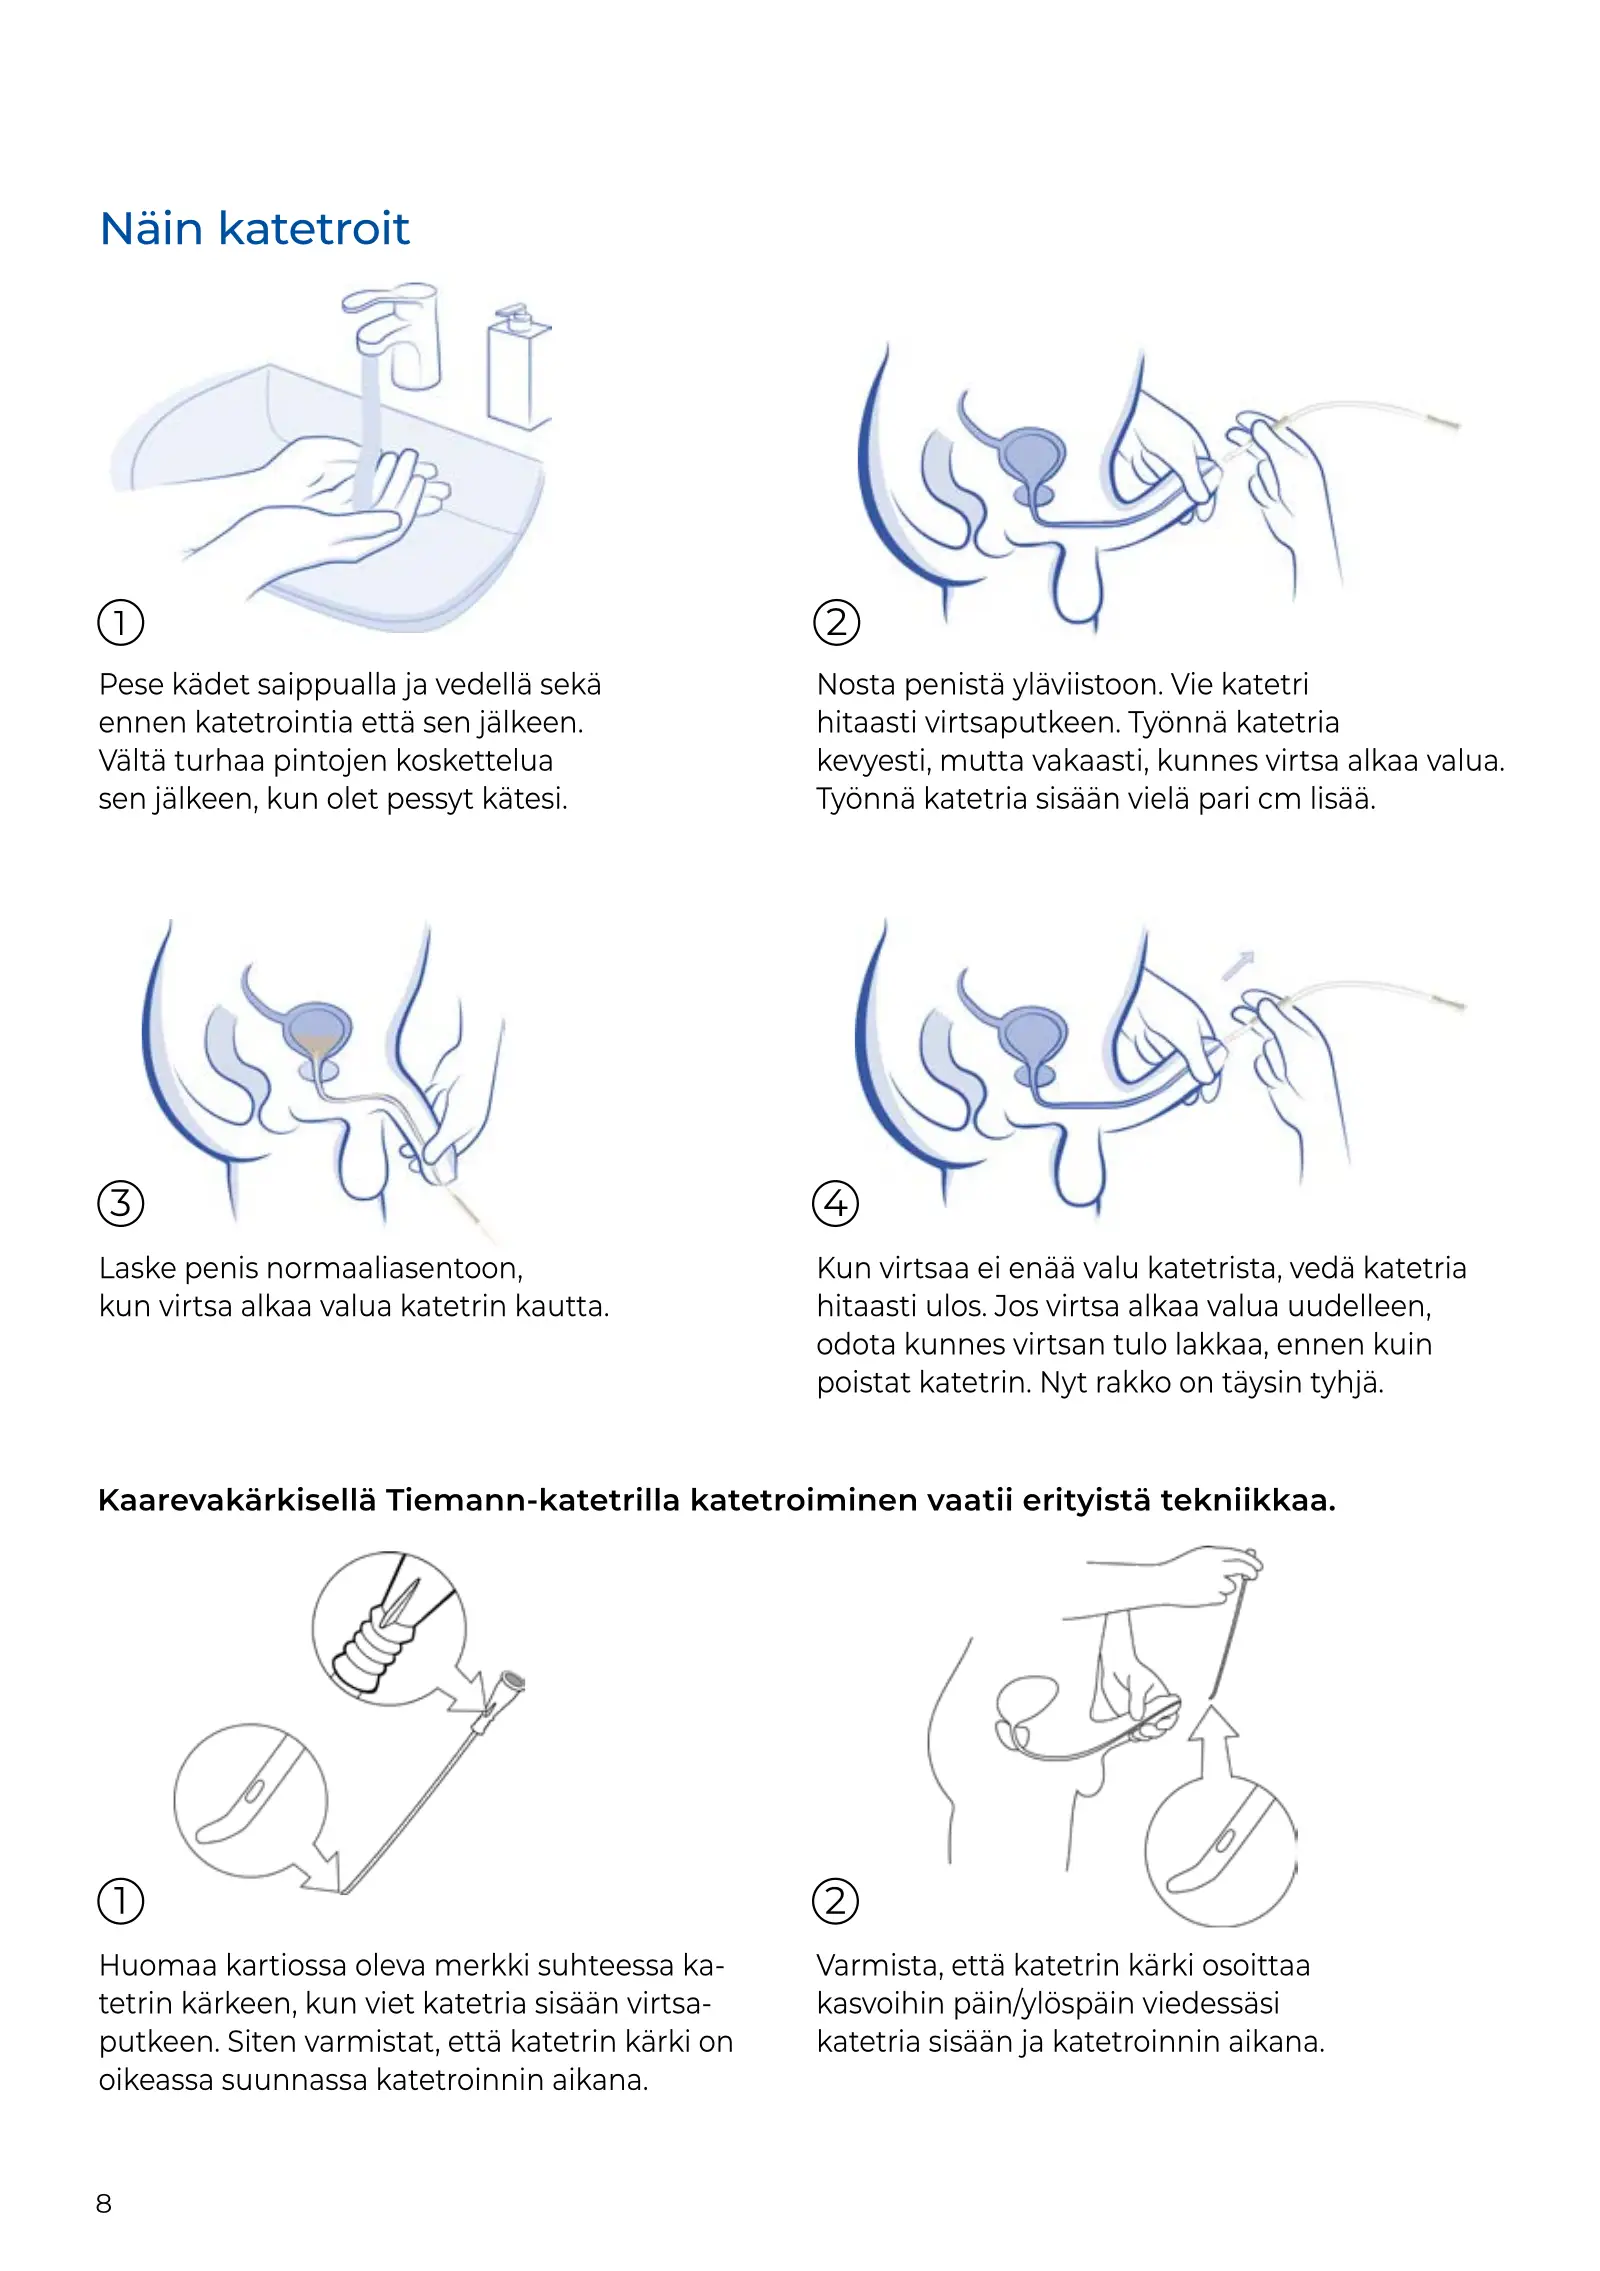 Näin katetroit
1
Pese kädet saippualla ja vedellä sekä
ennen katetrointia että sen jälkeen.
Vältä turhaa pintojen koskettelua
sen jälkeen, kun olet pessyt kätesi.
2
Nosta penistä yläviistoon. Vie katetri
hitaasti virtsaputkeen. Työnnä katetria
kevyesti, mutta vakaasti, kunnes virtsa alkaa valua.
Työnnä katetria sisään vielä pari cm lisää.
3
Laske penis normaaliasentoon,
kun virtsa alkaa valua katetrin kautta.
4
Kun virtsaa ei enää valu katetrista, vedä katetria
hitaasti ulos. Jos virtsa alkaa valua uudelleen,
odota kunnes virtsan tulo lakkaa, ennen kuin
poistat katetrin. Nyt rakko on täysin tyhjä.
Kaarevakärkisellä Tiemann-katetrilla katetroiminen vaatii erityistä tekniikkaa.
1
Huomaa kartiossa oleva merkki suhteessa ka-
tetrin kärkeen, kun viet katetria sisään virtsa-
putkeen. Siten varmistat, että katetrin kärki on
oikeassa suunnassa katetroinnin aikana.
2
Varmista, että katetrin kärki osoittaa
kasvoihin päin/ylöspäin viedessäsi
katetria sisään ja katetroinnin aikana.
8